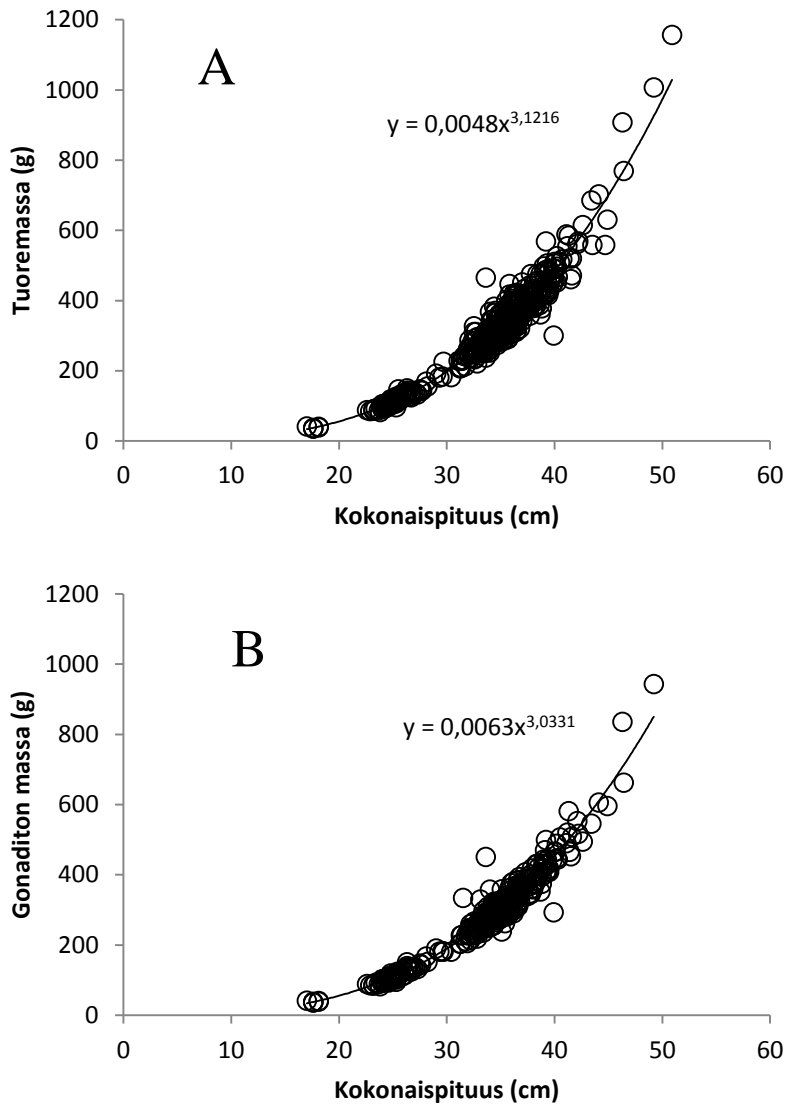 A
y = 0,0048x^3,1216
Tuoremassa (g)
1200
1000
800
600
400
200
0
0 10 20 30 40 50 60
Kokonaispituus (cm)
B
y = 0,0063x^3,0331
Gonaditon massa (g)
1200
1000
800
600
400
200
0
0 10 20 30 40 50 60
Kokonaispituus (cm)